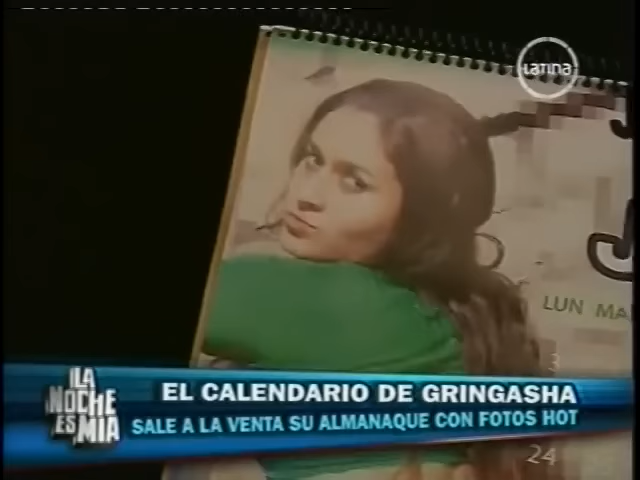 LATINA
J
J
LUN MA
¡LA
NOCHE
ES MIA
EL CALENDARIO DE GRINGASHA
SALE A LA VENTA SU ALMANAQUE CON FOTOS HOT
24